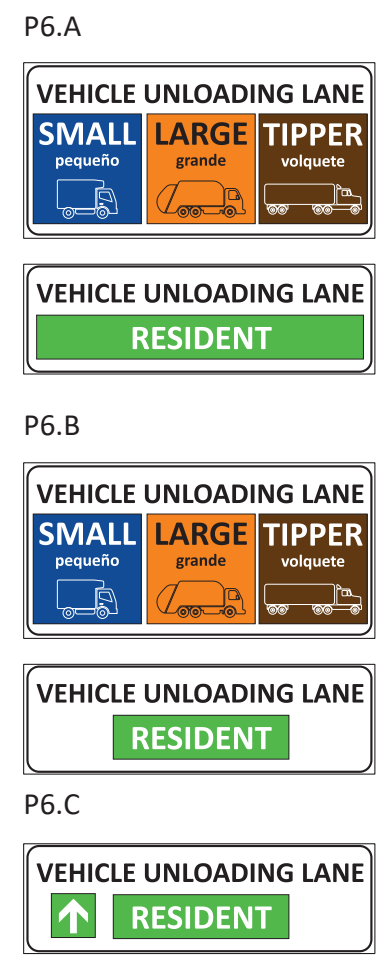 P6.A
VEHICLE UNLOADING LANE
SMALL LARGE TIPPER
pequeño grande volquete
VEHICLE UNLOADING LANE
RESIDENT
P6.B
VEHICLE UNLOADING LANE
SMALL LARGE TIPPER
pequeño grande volquete
VEHICLE UNLOADING LANE
RESIDENT
P6.C
VEHICLE UNLOADING LANE
RESIDENT